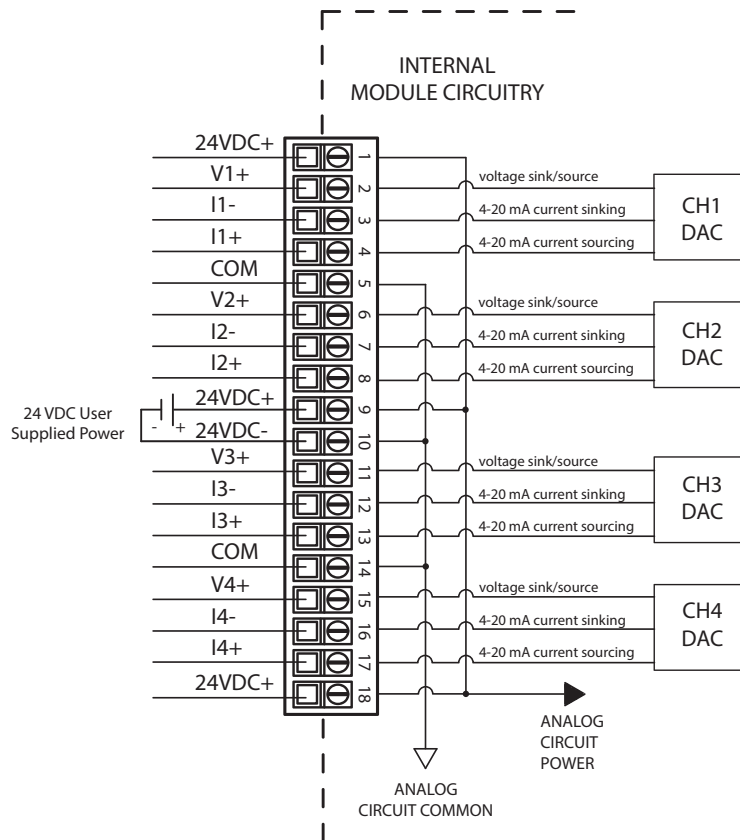 INTERNAL
MODULE CIRCUITRY
24VDC+
V1+
I1-
I1+
COM
V2+
I2-
I2+
24VDC+
24VDC-
V3+
I3-
I3+
COM
V4+
I4-
I4+
24VDC+
24 VDC User
Supplied Power
- +
1
2
3
4
5
6
7
8
9
10
11
12
13
14
15
16
17
18
voltage sink/source
4-20 mA current sinking
4-20 mA current sourcing
CH1
DAC
voltage sink/source
4-20 mA current sinking
4-20 mA current sourcing
CH2
DAC
voltage sink/source
4-20 mA current sinking
4-20 mA current sourcing
CH3
DAC
voltage sink/source
4-20 mA current sinking
4-20 mA current sourcing
CH4
DAC
ANALOG
CIRCUIT
POWER
ANALOG
CIRCUIT COMMON